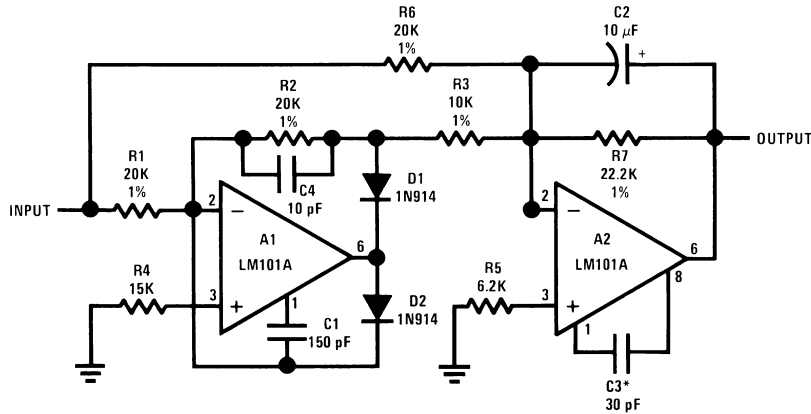 R6
20K
1%
C2
10 µF
+
R2
20K
1%
R3
10K
1%
R1
20K
1%
C4
10 pF
D1
1N914
R7
22.2K
1%
OUTPUT
INPUT
2
−
A1
LM101A
6
2
−
A2
LM101A
6
8
R4
15K
3
+
1
D2
1N914
R5
6.2K
3
+
1
C1
150 pF
C3*
30 pF